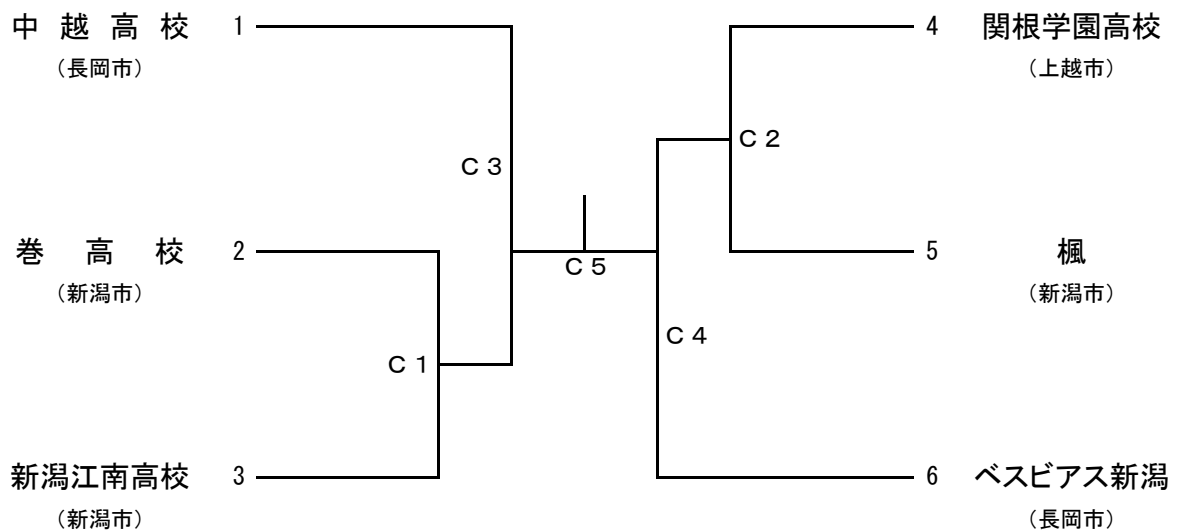 中越高校 1
(長岡市)
C3
巻高校 2
(新潟市)
C1
新潟江南高校 3
(新潟市)
C5
4 関根学園高校
(上越市)
C2
5 楓
(新潟市)
C4
6 ベスビアス新潟
(長岡市)